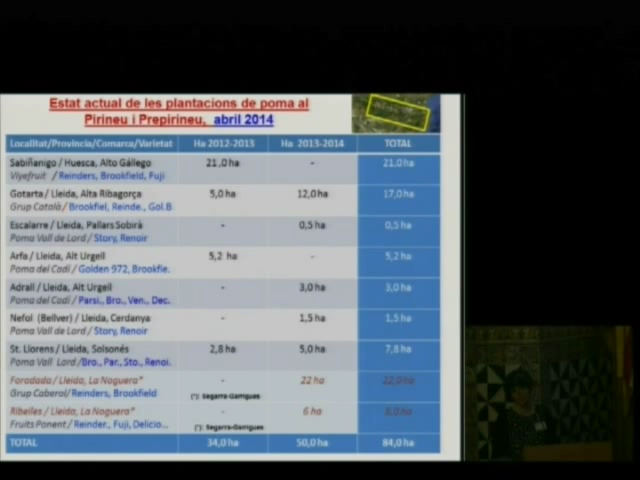 Estat actual de les plantacions de poma al
Pirineu i Prepirineu, abril 2014
Localitat/Provincia/Comarca/Varietat Ha 2012-2013 Ha 2013-2014 TOTAL
Sabiñanigo / Huesca, Alto Gállego 21,0 ha - 21,0 ha
Viyefruit / Reinders, Brookfield, Fuji
Gotarta / Lleida, Alta Ribagorça 5,0 ha 12,0 ha 17,0 ha
Grup Català / Brookfiel, Reinde., Gol.B
Escalarre / Lleida, Pallars Sobirà - 0,5 ha 0,5 ha
Poma Vall de Lord / Story, Renoir
Arfa / Lleida, Alt Urgell 5,2 ha - 5,2 ha
Poma del Cadí / Golden 972, Brookfie.
Adrall / Lleida, Alt Urgell - 3,0 ha 3,0 ha
Poma del Cadí / Parsi., Bro., Ven., Dec.
Nefol (Bellver) / Lleida, Cerdanya - 1,5 ha 1,5 ha
Poma Vall de Lord / Story, Renoir
St. Llorens / Lleida, Solsonés 2,8 ha 5,0 ha 7,8 ha
Poma Vall Lord /Bro., Par., Sto., Renoi.
Foradada / Lleida, La Noguera* - 22 ha 22,0 ha
Grup Caberol/ Reinders, Brookfield (*): Segarra-Garrigues
Ribelles / Lleida, La Noguera* - 6 ha 6,0 ha
Fruits Ponent / Reinder., Fuji, Delicio... (*): Segarra-Garrigues
TOTAL 34,0 ha 50,0 ha 84,0 ha